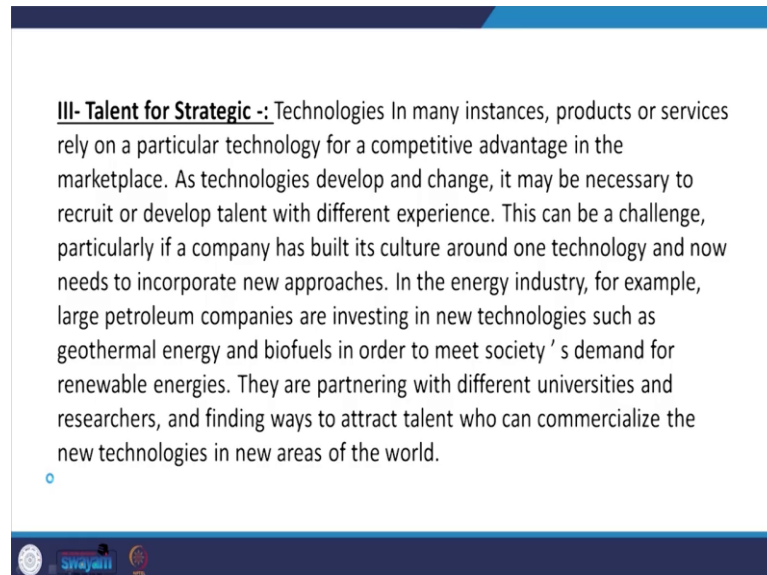 III- Talent for Strategic -: Technologies In many instances, products or services
rely on a particular technology for a competitive advantage in the
marketplace. As technologies develop and change, it may be necessary to
recruit or develop talent with different experience. This can be a challenge,
particularly if a company has built its culture around one technology and now
needs to incorporate new approaches. In the energy industry, for example,
large petroleum companies are investing in new technologies such as
geothermal energy and biofuels in order to meet society ’ s demand for
renewable energies. They are partnering with different universities and
researchers, and finding ways to attract talent who can commercialize the
new technologies in new areas of the world.
swayam